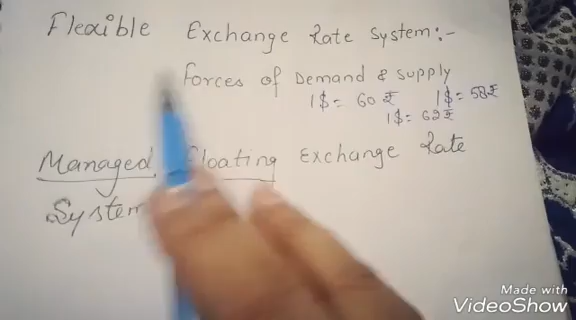 Flexible Exchange Rate System:-
Forces of Demand & Supply
1$= 60 ₹ 1$= 58₹
1$= 62₹
Managed Floating Exchange Rate
System
Made with
VideoShow